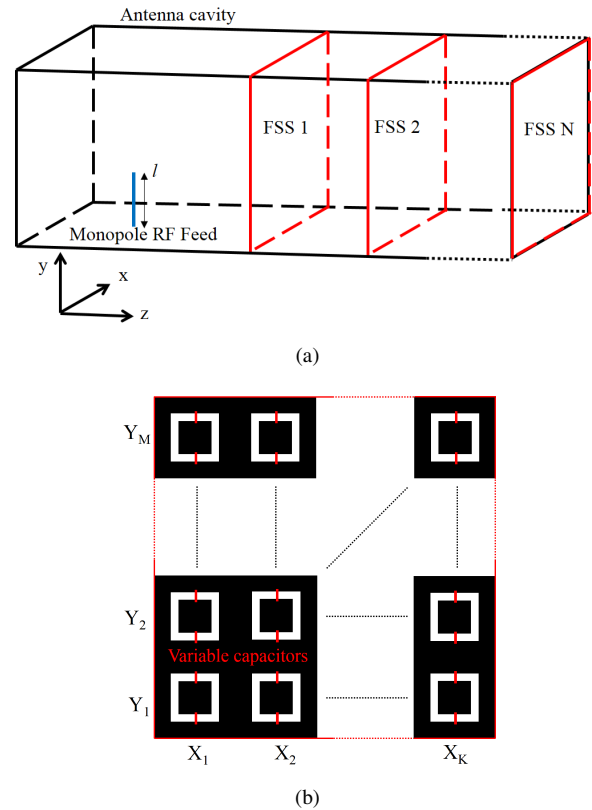 Antenna cavity
FSS 1
FSS 2
FSS N
l
Monopole RF Feed
y
x
z
(a)
Y_M
Y_2
Variable capacitors
Y_1
X_1 X_2 X_K
(b)